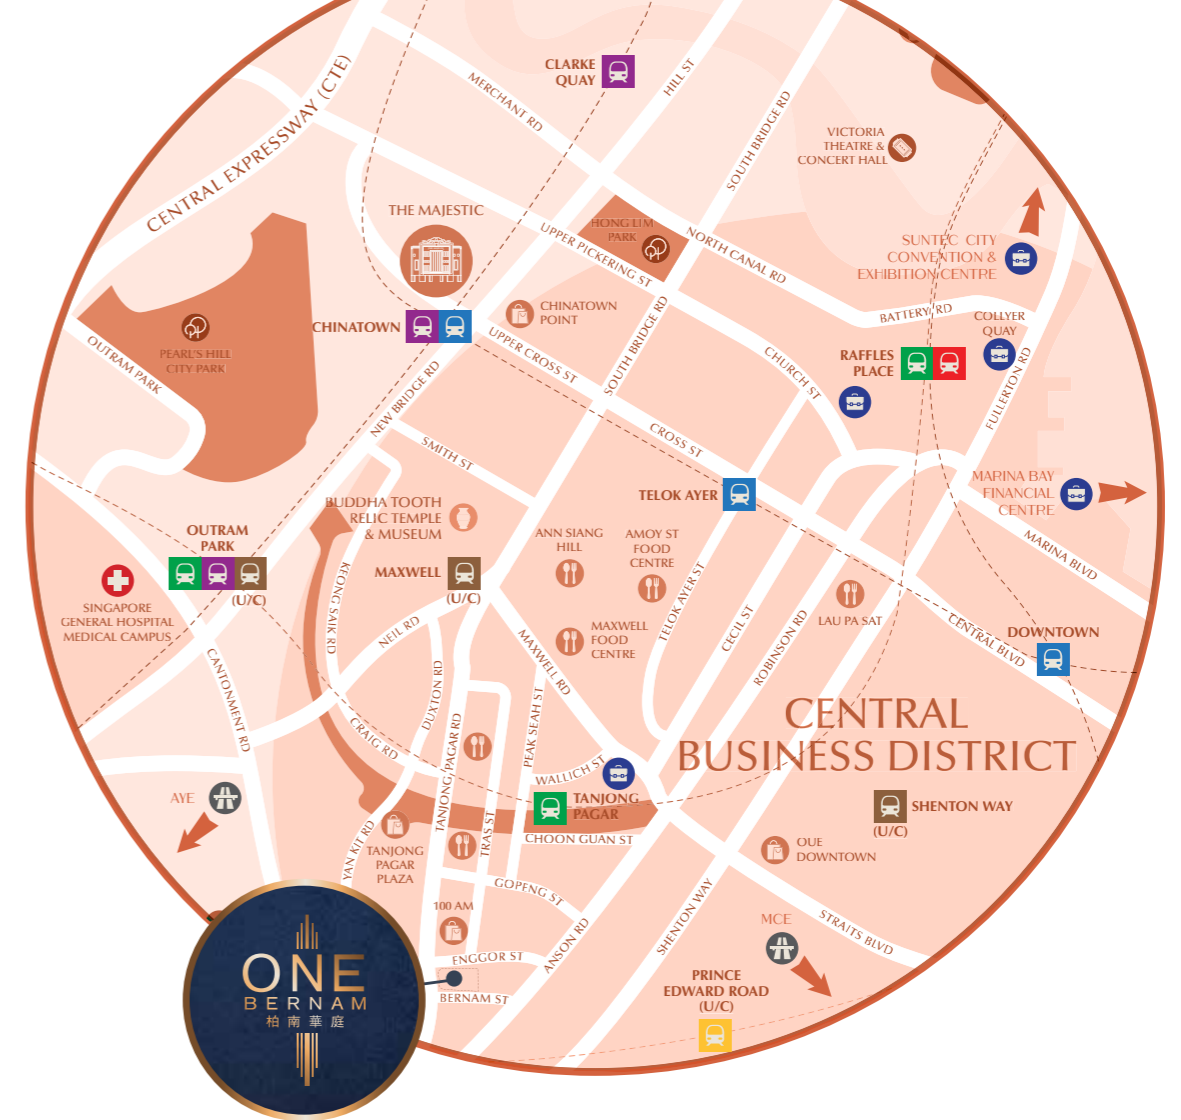 CLARKE
QUAY
HILL ST
MERCHANT RD
SOUTH BRIDGE RD
CENTRAL EXPRESSWAY (CTE)
VICTORIA
THEATRE &
CONCERT HALL
THE MAJESTIC
HONG LIM
PARK
UPPER PICKERING ST
NORTH CANAL RD
SUNTEC CITY
CONVENTION &
EXHIBITION CENTRE
CHINATOWN
CHINATOWN
POINT
BATTERY RD
COLLYER
QUAY
PEARL'S HILL
CITY PARK
OUTRAM PARK
UPPER CROSS ST
SOUTH BRIDGE RD
CHURCH ST
RAFFLES
PLACE
FULLERTON RD
NEW BRIDGE RD
SMITH ST
CROSS ST
TELOK AYER
MARINA BAY
FINANCIAL
CENTRE
BUDDHA TOOTH
RELIC TEMPLE
& MUSEUM
OUTRAM
PARK
(U/C)
ANN SIANG
HILL
AMOY ST
FOOD
CENTRE
MARINA BLVD
MAXWELL
(U/C)
SINGAPORE
GENERAL HOSPITAL
MEDICAL CAMPUS
KEONG SAIK RD
NEIL RD
MAXWELL
FOOD
CENTRE
TELOK AYER ST
CECIL ST
ROBINSON RD
LAU PA SAT
CENTRAL BLVD
DOWNTOWN
CANTONMENT RD
DUXTON RD
MAXWELL RD
CRAIG RD
TANJONG PAGAR RD
PEAK SEAH ST
CENTRAL
BUSINESS DISTRICT
WALLICH ST
AYE
TANJONG
PAGAR
SHENTON WAY
(U/C)
YAN KIT RD
TRAS ST
CHOON GUAN ST
TANJONG
PAGAR
PLAZA
OUE
DOWNTOWN
GOPENG ST
100 AM
SHENTON WAY
MCE
STRAITS BLVD
ANSON RD
ENGGOR ST
PRINCE
EDWARD ROAD
(U/C)
BERNAM ST
ONE
BERNAM
柏南華庭